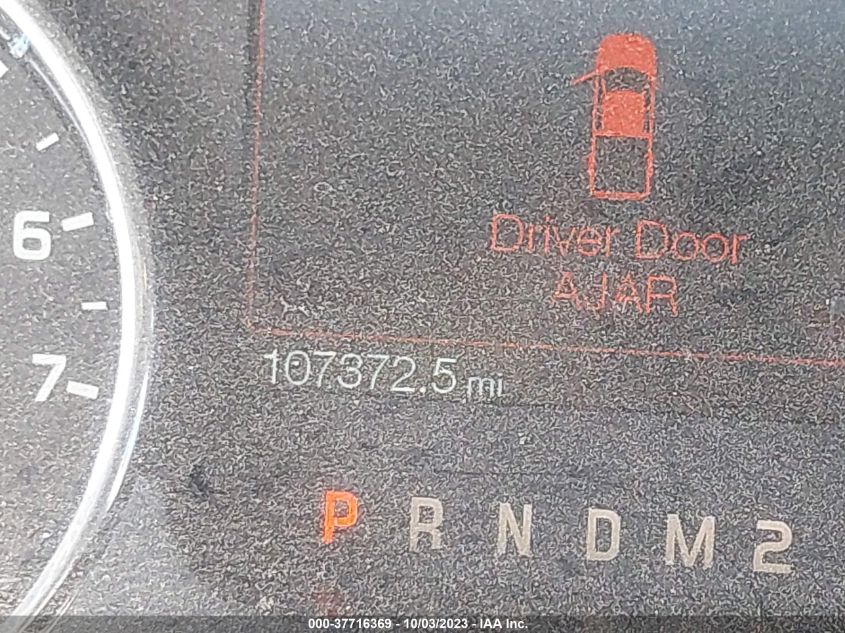 6
7
Driver Door
AJAR
107372.5 mi
P R N D M 2
000-37716369 - 10/03/2023 - IAA Inc.